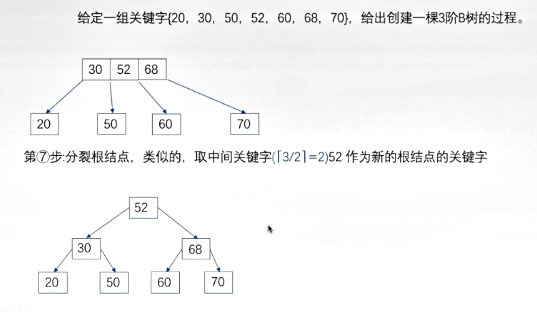 给定一组关键字{20，30，50，52，60，68，70}，给出创建一棵3阶B树的过程。
30 52 68
20 50 60 70
第⑦步:分裂根结点，类似的，取中间关键字(⌈3/2⌉=2)52 作为新的根结点的关键字
52
30 68
20 50 60 70